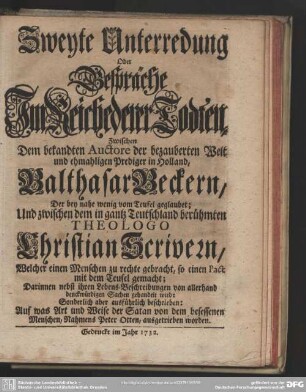 Zweyte Unterredung
Oder
Gespräche
Im Reiche derer Todten,
Zwischen
Dem bekandten Auctore der bezauberten Welt
und ehmahligen Prediger in Holland,
Balthasar Beckern/
Der bey nahe wenig vom Teufel geglaubet;
Und zwischen dem in gantz Teutschland berühmten
THEOLOGO
Christian Scrivern/
Welcher einen Menschen zu rechte gebracht, so einen Pact
mit dem Teufel gemacht;
Darinnen nebst ihren Lebens-Beschreibungen von allerhand
denckwürdigen Sachen gehandelt wird:
Sonderlich aber ausführlich beschrieben:
Auf was Art und Weise der Satan von dem besessenen
Menschen, Nahmens Peter Otten, ausgetrieben worden.
Gedruckt im Jahr 1731.